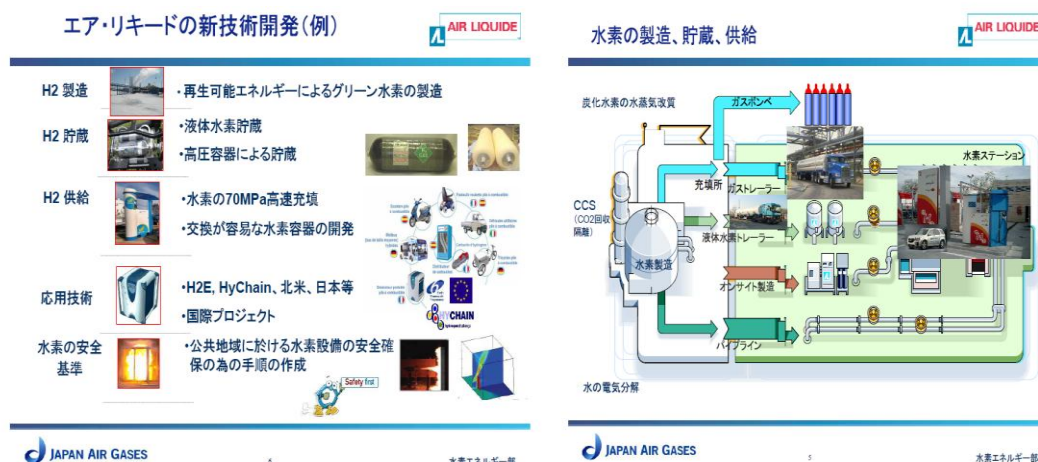 エア・リキードの新技術開発（例）
AIR LIQUIDE
H2 製造
・再生可能エネルギーによるグリーン水素の製造
H2 貯蔵
・液体水素貯蔵
・高圧容器による貯蔵
H2 供給
・水素の70MPa高速充填
・交換が容易な水素容器の開発
応用技術
・H2E, HyChain、北米、日本等
・国際プロジェクト
HYCHAIN
水素の安全
基準
・公共地域に於ける水素設備の安全確
保の為の手順の作成
Safety first
JAPAN AIR GASES
水素エネルギー部
水素の製造、貯蔵、供給
AIR LIQUIDE
炭化水素の水蒸気改質
ガスボンベ
水素ステーション
充填所
ガストレーラー
CCS
（CO2回収
隔離）
液体水素トレーラー
水素製造
オンサイト製造
パイプライン
水の電気分解
JAPAN AIR GASES
5
水素エネルギー部